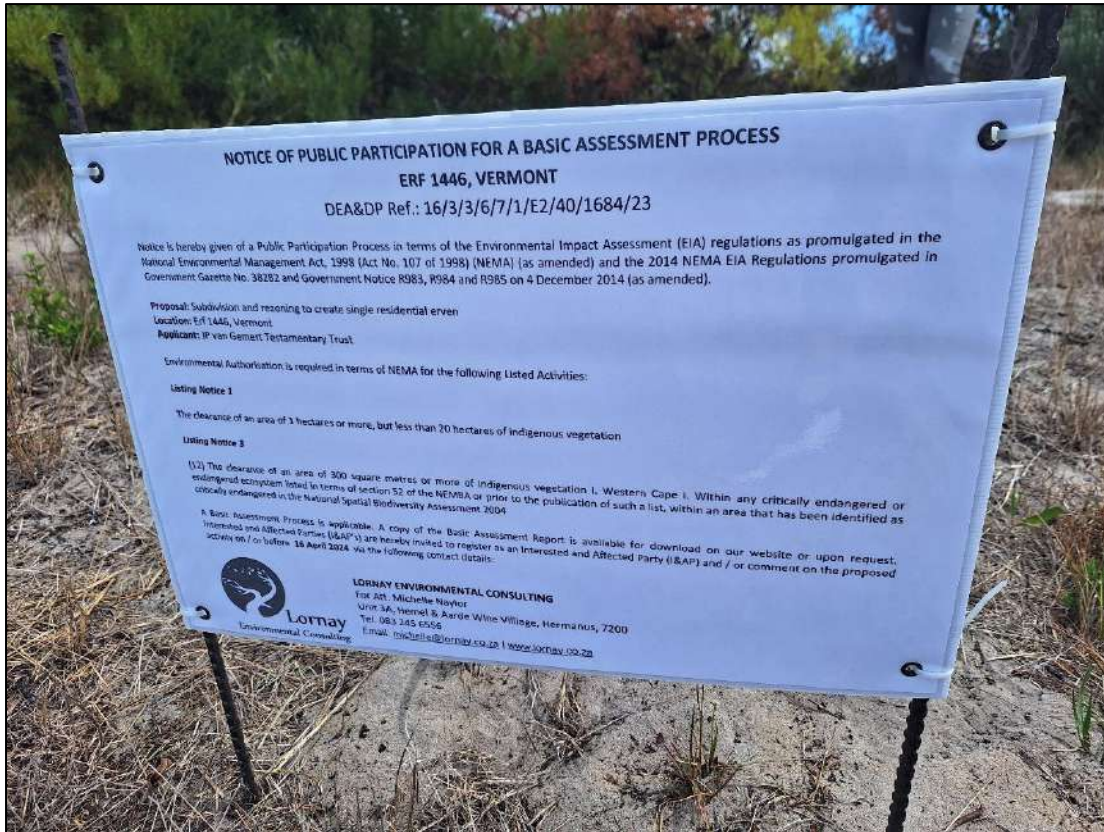 NOTICE OF PUBLIC PARTICIPATION FOR A BASIC ASSESSMENT PROCESS
ERF 1446, VERMONT
DEA&DP Ref.: 16/3/3/6/7/1/E2/40/1684/23
Notice is hereby given of a Public Participation Process in terms of the Environmental Impact Assessment (EIA) regulations as promulgated in the
National Environmental Management Act, 1998 (Act No. 107 of 1998) (NEMA) (as amended) and the 2014 NEMA EIA Regulations promulgated in
Government Gazette No. 38282 and Government Notice R983, R984 and R985 on 4 December 2014 (as amended).
Proposal: Subdivision and rezoning to create single residential erven
Location: Erf 1446, Vermont
Applicant: IP van Gemert Testamentary Trust
Environmental Authorisation is required in terms of NEMA for the following Listed Activities:
Listing Notice 1
The clearance of an area of 1 hectares or more, but less than 20 hectares of indigenous vegetation
Listing Notice 3
(12) The clearance of an area of 300 square metres or more of indigenous vegetation i. Western Cape i. Within any critically endangered or
endangered ecosystem listed in terms of section 52 of the NEMBA or prior to the publication of such a list, within an area that has been identified as
critically endangered in the National Spatial Biodiversity Assessment 2004
A Basic Assessment Process is applicable. A copy of the Basic Assessment Report is available for download on our website or upon request.
Interested and Affected Parties (I&AP's) are hereby invited to register as an Interested and Affected Party (I&AP) and / or comment on the proposed
activity on / or before 16 April 2024 via the following contact details:
LORNAY ENVIRONMENTAL CONSULTING
For Att. Michelle Naylor
Unit 3A, Hemel & Aarde Wine Village, Hermanus, 7200
Tel. 083 245 6556
Email. michelle@lornay.co.za | www.lornay.co.za
Lornay
Environmental Consulting